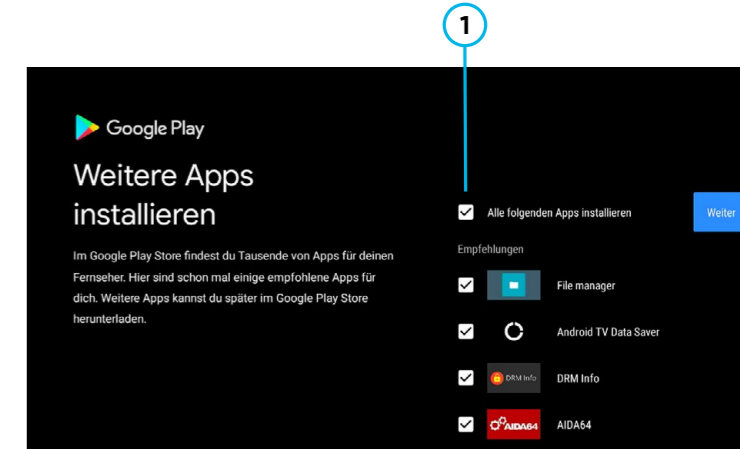 1
Google Play
Weitere Apps
installieren
Im Google Play Store findest du Tausende von Apps für deinen
Fernseher. Hier sind schon mal einige empfohlene Apps für
dich. Weitere Apps kannst du später im Google Play Store
herunterladen.
Alle folgenden Apps installieren
Weiter
Empfehlungen
File manager
Android TV Data Saver
DRM Info
DRM Info
AIDA64
AIDA64